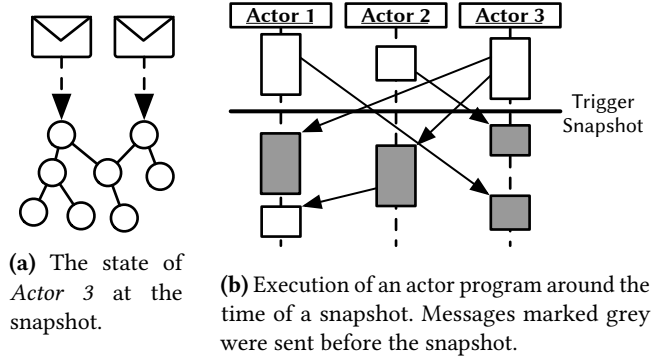 Actor 1 Actor 2 Actor 3
Trigger
Snapshot
(a) The state of
Actor 3 at the
snapshot.
(b) Execution of an actor program around the
time of a snapshot. Messages marked grey
were sent before the snapshot.